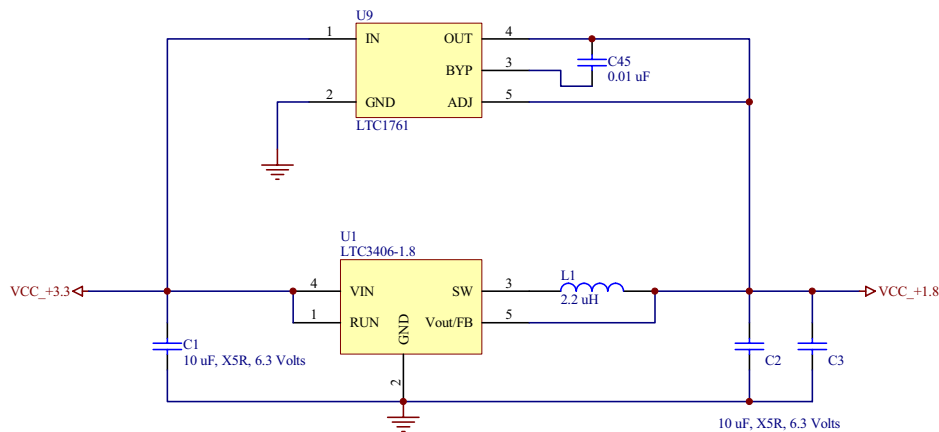 U9
1 IN OUT 4
C45
BYP 3
0.01 uF
2 GND ADJ 5
LTC1761
U1
LTC3406-1.8
L1
VCC_+3.3 4 VIN SW 3 VCC_+1.8
2.2 uH
1 RUN GND Vout/FB 5
C1 C2 C3
10 uF, X5R, 6.3 Volts
2
10 uF, X5R, 6.3 Volts